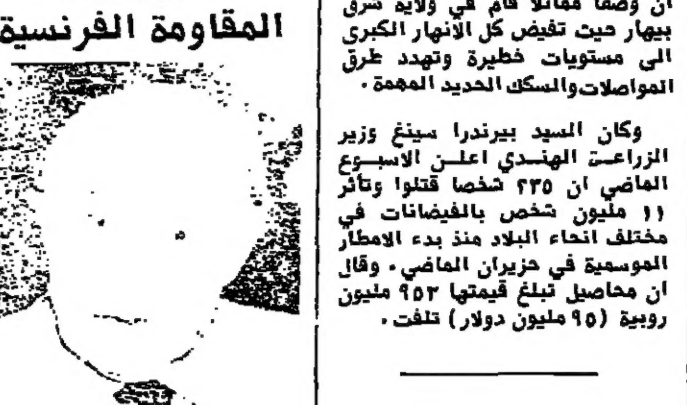 المقاومة الفرنسية
ان وضعا مماثلا قام في ولاية شرق
بيهار حيث تفيض كل الأنهار الكبرى
الى مستويات خطيرة وتهدد طرق
المواصلات والسكك الحديد المهمة .
وكان السيد بيرندرا سينغ وزير
الزراعة الهندي اعلن الاسبوع
الماضي ان ٢٣٥ شخصا قتلوا وتأثر
١١ مليون شخص بالفيضانات في
مختلف انحاء البلاد منذ بدء الامطار
الموسمية في حزيران الماضي . وقال
ان محاصيل تبلغ قيمتها ٩٥٢ مليون
روبية (٩٥ مليون دولار) تلفت .